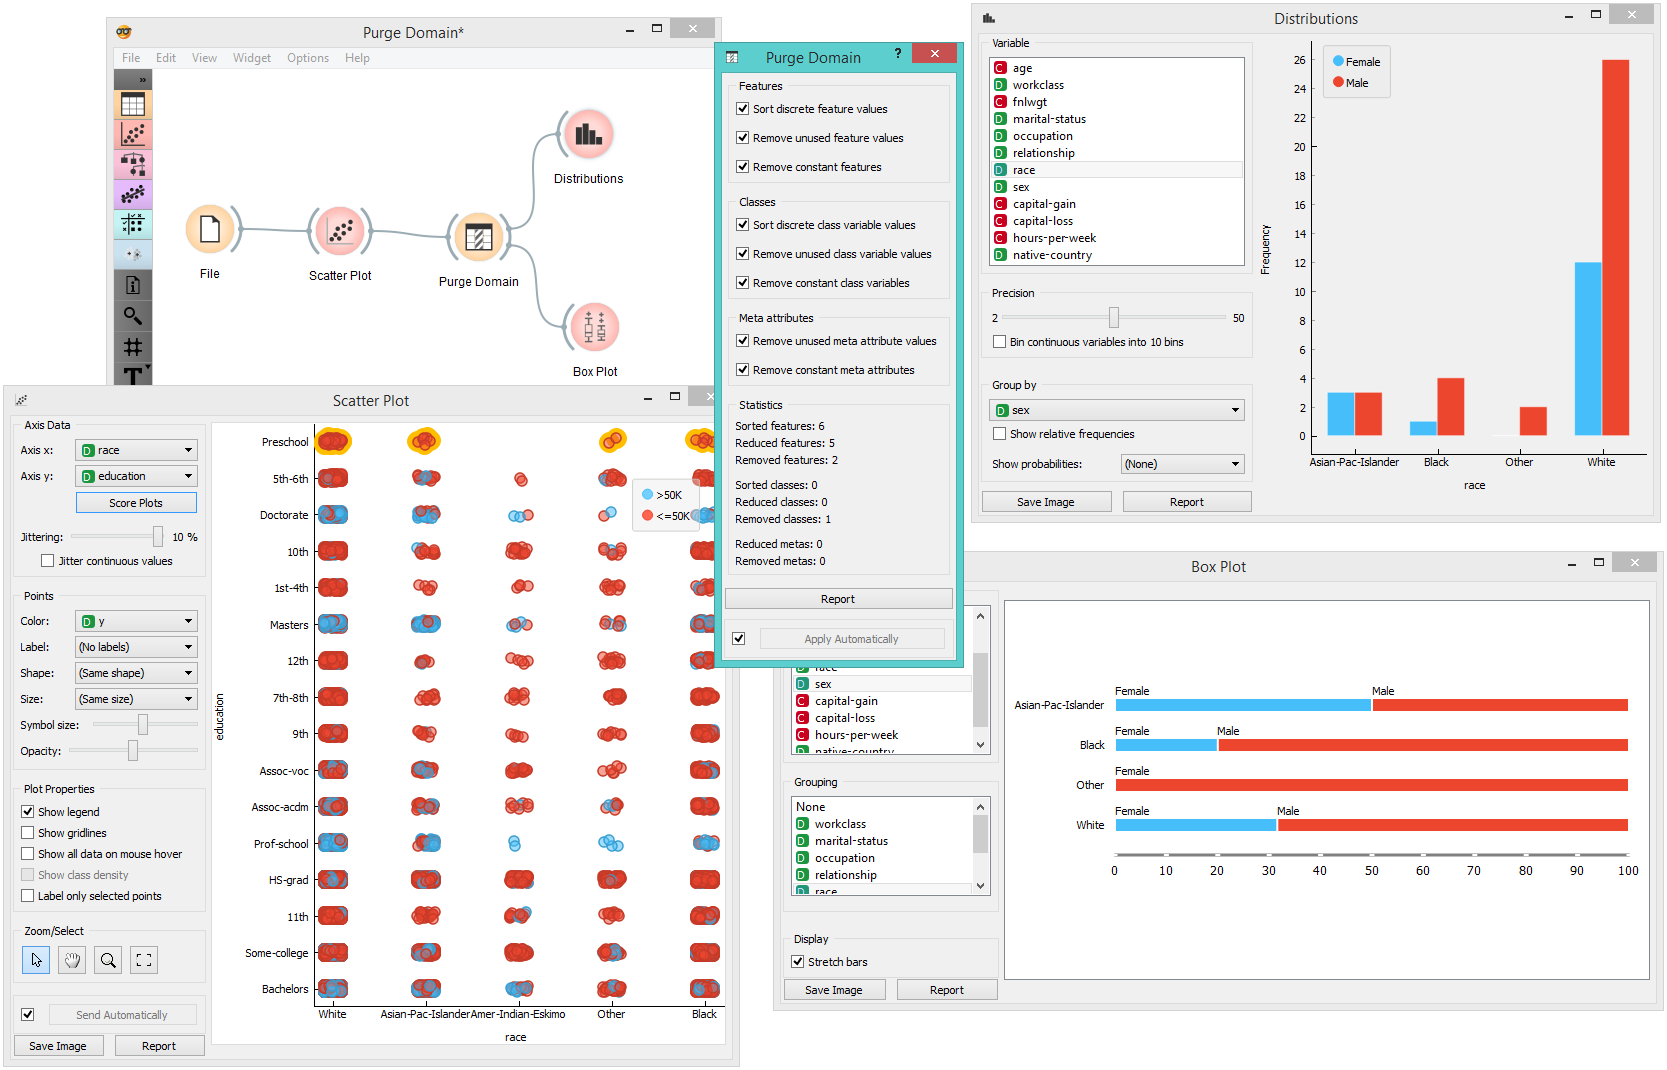 Purge Domain*
File Edit View Widget Options Help
»
File
Scatter Plot
Purge Domain
Distributions
Box Plot
T
Purge Domain
?
Features
Sort discrete feature values
Remove unused feature values
Remove constant features
Classes
Sort discrete class variable values
Remove unused class variable values
Remove constant class variables
Meta attributes
Remove unused meta attribute values
Remove constant meta attributes
Statistics
Sorted features: 6
Reduced features: 5
Removed features: 2
Sorted classes: 0
Reduced classes: 0
Removed classes: 1
Reduced metas: 0
Removed metas: 0
Report
Apply Automatically
Distributions
Variable
C age
D workclass
C fnlwgt
D marital-status
D occupation
D relationship
D race
D sex
C capital-gain
C capital-loss
C hours-per-week
D native-country
Precision
2 50
Bin continuous variables into 10 bins
Group by
D sex
Show relative frequencies
Show probabilities: (None)
Save Image Report
Female
Male
Frequency
26
24
22
20
18
16
14
12
10
8
6
4
2
0
Asian-Pac-Islander Black Other White
race
Scatter Plot
Axis Data
Axis x: D race
Axis y: D education
Score Plots
Jittering: 10 %
Jitter continuous values
Points
Color: D y
Label: (No labels)
Shape: (Same shape)
Size: (Same size)
Symbol size:
Opacity:
Plot Properties
Show legend
Show gridlines
Show all data on mouse hover
Show class density
Label only selected points
Zoom/Select
Send Automatically
Save Image Report
education
Preschool
5th-6th
Doctorate
10th
1st-4th
Masters
12th
7th-8th
9th
Assoc-voc
Assoc-acdm
Prof-school
HS-grad
11th
Some-college
Bachelors
>50K
<=50K
White Asian-Pac-Islander Amer-Indian-Eskimo Other Black
race
Box Plot
D race
D sex
C capital-gain
C capital-loss
C hours-per-week
D native-country
Grouping
None
D workclass
D marital-status
D occupation
D relationship
D race
Display
Stretch bars
Save Image Report
Female Male
Asian-Pac-Islander
Female Male
Black
Female
Other
Female Male
White
0 10 20 30 40 50 60 70 80 90 100